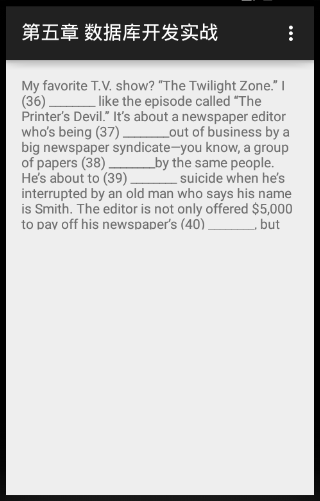 第五章 数据库开发实战
My favorite T.V. show? “The Twilight Zone.” I
(36) _______ like the episode called “The
Printer’s Devil.” It’s about a newspaper editor
who’s being (37) _______out of business by a
big newspaper syndicate—you know, a group
of papers (38) _______by the same people.
He’s about to (39) _______ suicide when he’s
interrupted by an old man who says his name
is Smith. The editor is not only offered $5,000
to pay off his newspaper’s (40) _______, but